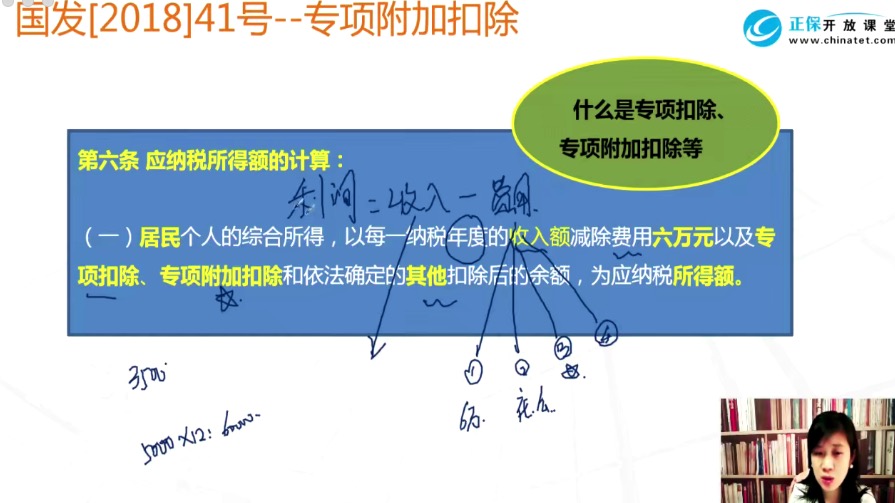 国发[2018]41号--专项附加扣除
正保开放课堂
www.chinatet.com
什么是专项扣除、
专项附加扣除等
第六条 应纳税所得额的计算：
利润=收入-费用.
（一）居民个人的综合所得，以每一纳税年度的收入额减除费用六万元以及专
项扣除、专项附加扣除和依法确定的其他扣除后的余额，为应纳税所得额。
① ② ③ ④
3500
6万.
5000×12:60000.